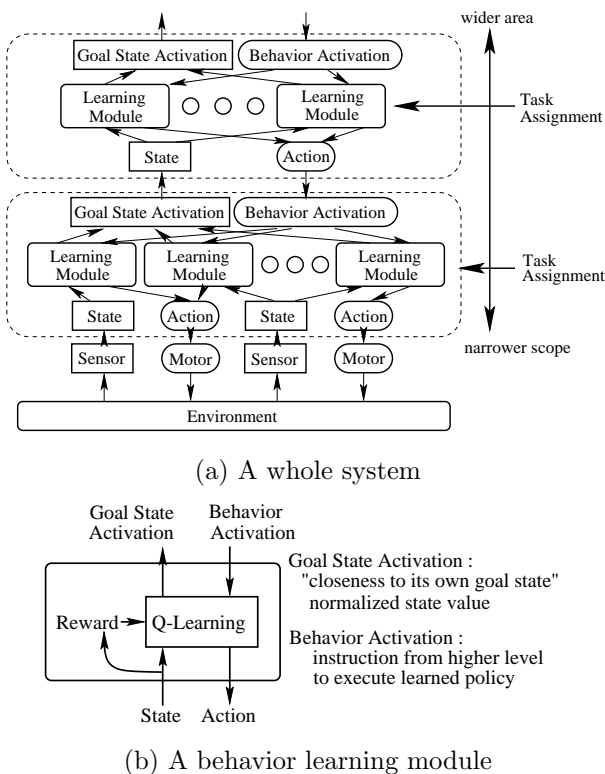 wider area
Goal State Activation
Behavior Activation
Learning
Module
Learning
Module
Task
Assignment
State
Action
Goal State Activation
Behavior Activation
Learning
Module
Learning
Module
Learning
Module
Task
Assignment
State
Action
State
Action
Sensor
Motor
Sensor
Motor
narrower scope
Environment
(a) A whole system
Goal State
Activation
Behavior
Activation
Goal State Activation :
"closeness to its own goal state"
normalized state value
Reward
Q-Learning
Behavior Activation :
instruction from higher level
to execute learned policy
State
Action
(b) A behavior learning module